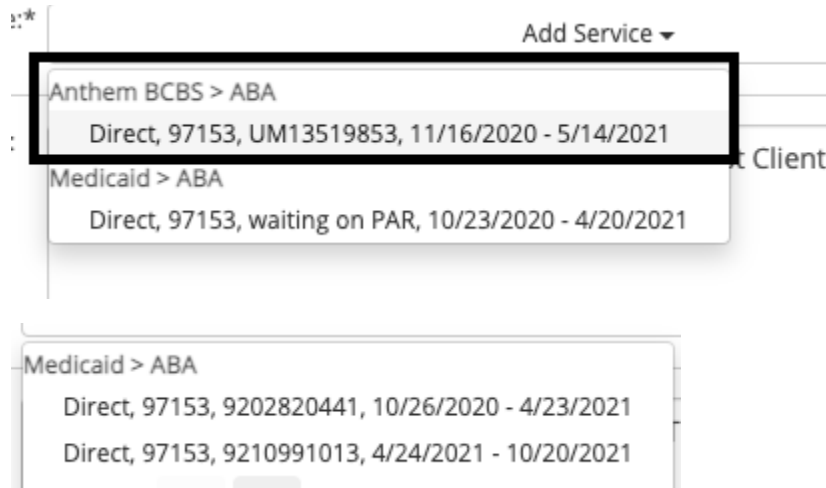 e:*
Add Service
Anthem BCBS > ABA
Direct, 97153, UM13519853, 11/16/2020 - 5/14/2021
t Client
Medicaid > ABA
Direct, 97153, waiting on PAR, 10/23/2020 - 4/20/2021
Medicaid > ABA
Direct, 97153, 9202820441, 10/26/2020 - 4/23/2021
Direct, 97153, 9210991013, 4/24/2021 - 10/20/2021